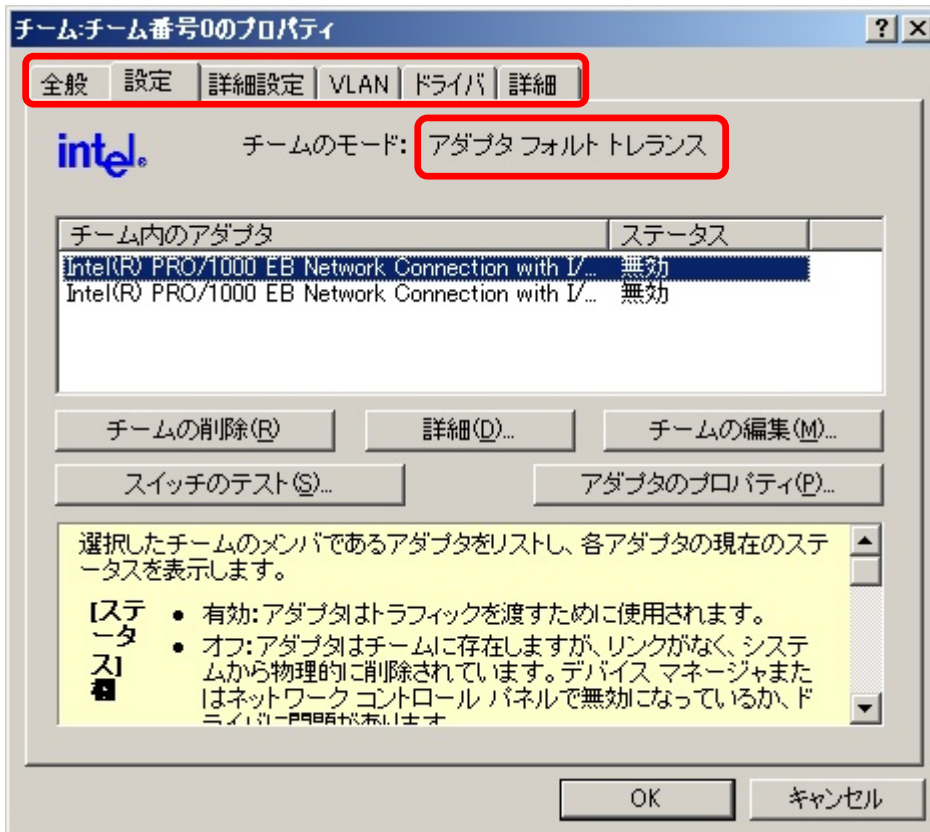 チーム:チーム番号0のプロパティ
全般 設定 詳細設定 VLAN ドライバ 詳細
intel®
チームのモード: アダプタ フォルト トレランス
チーム内のアダプタ ステータス
Intel(R) PRO/1000 EB Network Connection with I/... 無効
Intel(R) PRO/1000 EB Network Connection with I/... 無効
チームの削除(R) 詳細(D)... チームの編集(M)...
スイッチのテスト(S)... アダプタのプロパティ(P)...
選択したチームのメンバであるアダプタをリストし、各アダプタの現在のステ
ータスを表示します。
[ステ
ータ
ス]
• 有効: アダプタはトラフィックを渡すために使用されます。
• オフ: アダプタはチームに存在しますが、リンクがなく、システ
ムから物理的に削除されています。デバイス マネージャまた
はネットワーク コントロール パネルで無効になっているか、ド
ライバに問題があります。
OK キャンセル